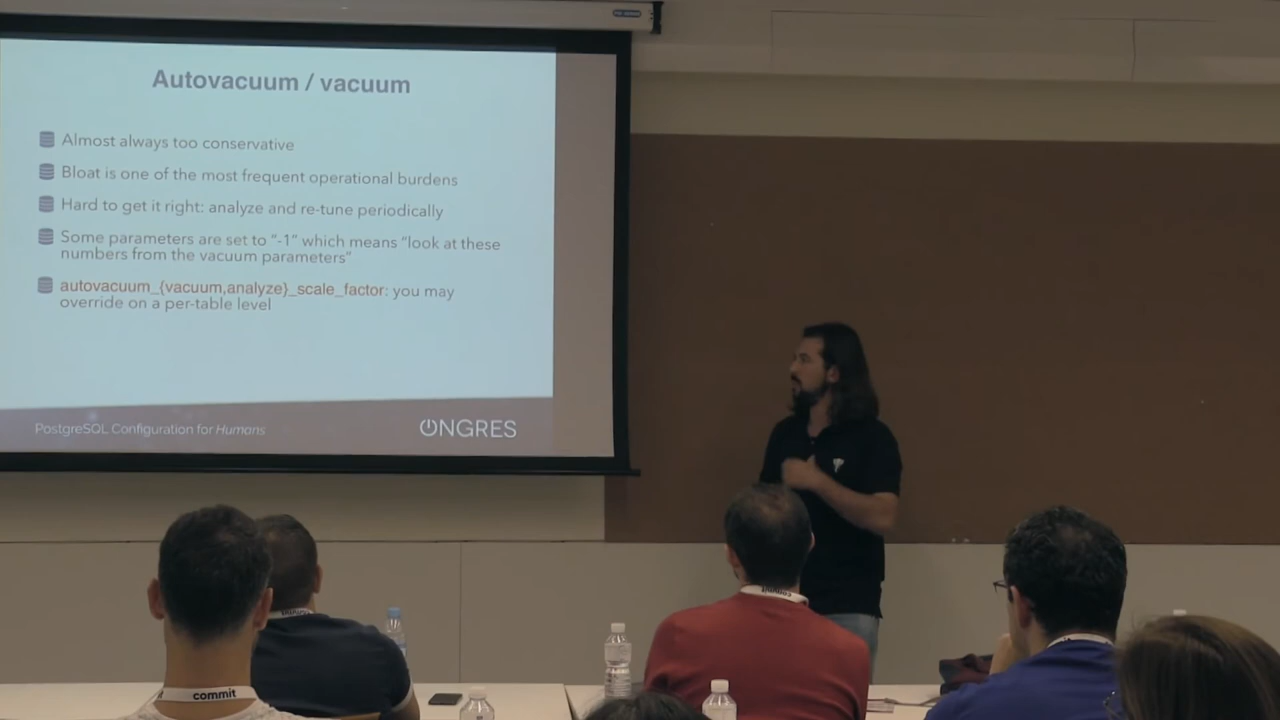 Autovacuum / vacuum
Almost always too conservative
Bloat is one of the most frequent operational burdens
Hard to get it right: analyze and re-tune periodically
Some parameters are set to “-1” which means “look at these
numbers from the vacuum parameters”
autovacuum_{vacuum,analyze}_scale_factor: you may
override on a per-table level
PostgreSQL Configuration for Humans
ONGRES
commit
commit